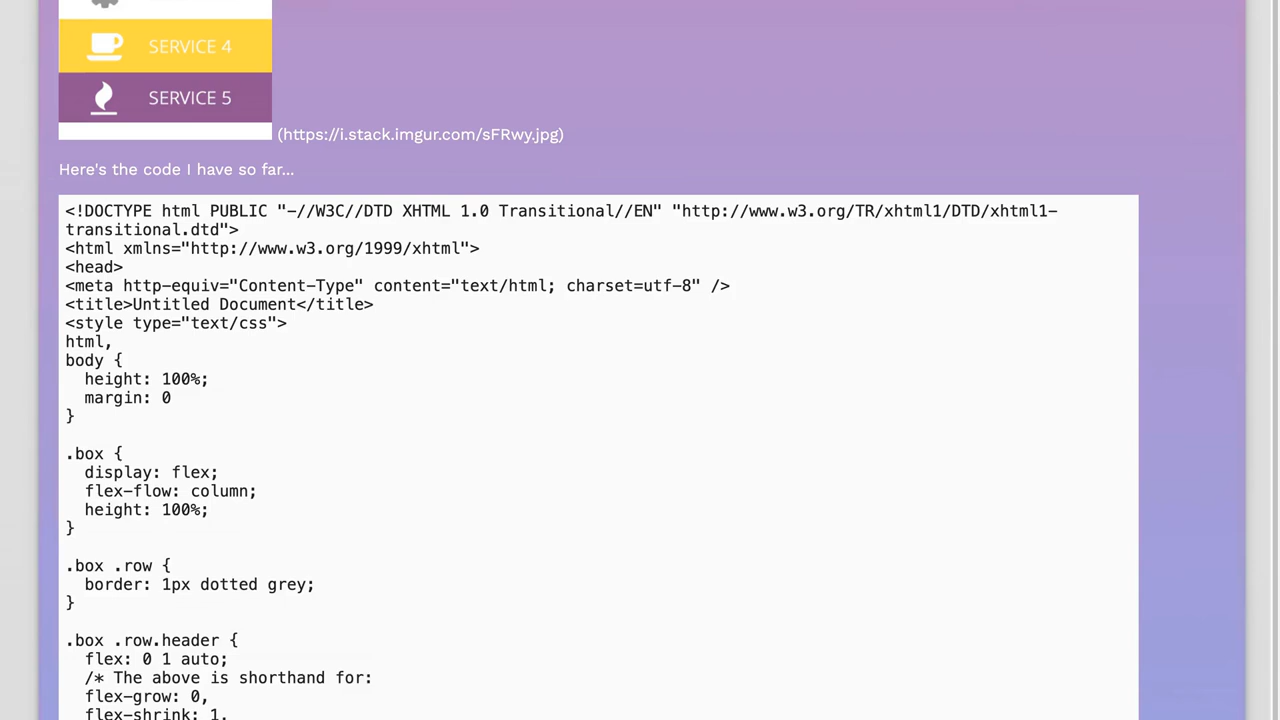 SERVICE 4
SERVICE 5
(https://i.stack.imgur.com/sFRwy.jpg)
Here's the code I have so far...
<!DOCTYPE html PUBLIC "-//W3C//DTD XHTML 1.0 Transitional//EN" "http://www.w3.org/TR/xhtml1/DTD/xhtml1-
transitional.dtd">
<html xmlns="http://www.w3.org/1999/xhtml">
<head>
<meta http-equiv="Content-Type" content="text/html; charset=utf-8" />
<title>Untitled Document</title>
<style type="text/css">
html,
body {
  height: 100%;
  margin: 0
}

.box {
  display: flex;
  flex-flow: column;
  height: 100%;
}

.box .row {
  border: 1px dotted grey;
}

.box .row.header {
  flex: 0 1 auto;
  /* The above is shorthand for:
  flex-grow: 0,
  flex-shrink: 1,